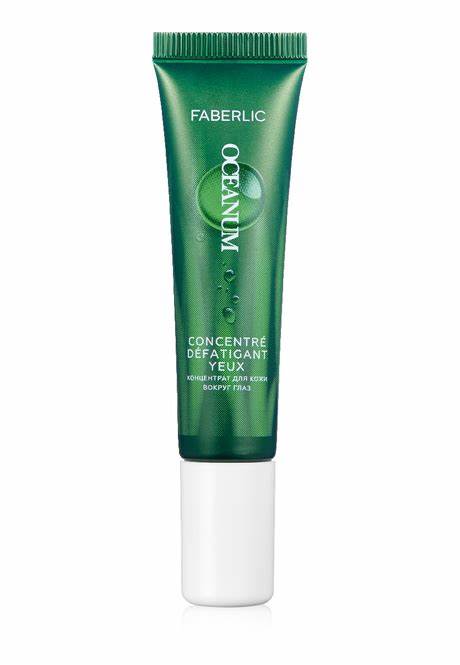 FABERLIC
OCEANUM
CONCENTRÉ
DÉFATIGANT
YEUX
КОНЦЕНТРАТ ДЛЯ КОЖИ
ВОКРУГ ГЛАЗ